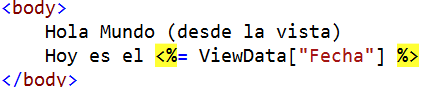 <body>
Hola Mundo (desde la vista)
Hoy es el <%= ViewData["Fecha"] %>
</body>